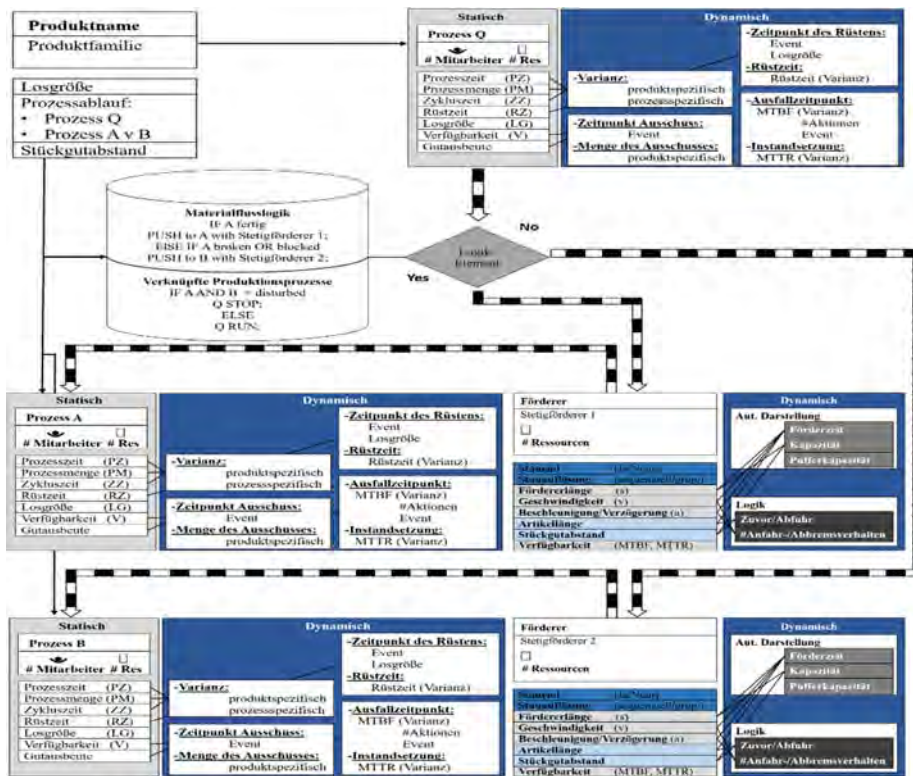 Produktname
Produktfamilie
Losgröße
Prozessablauf:
• Prozess Q
• Prozess A v B
Stückgutabstand
Statisch
Prozess Q
# Mitarbeiter # Res
Prozesszeit (PZ)
Prozessmenge (PM)
Zykluszeit (ZZ)
Rüstzeit (RZ)
Losgröße (LG)
Verfügbarkeit (V)
Gutausbeute
Dynamisch
-Varianz:
produktspezifisch
prozessspezifisch
-Zeitpunkt Ausschuss:
Event
-Menge des Ausschusses:
produktspezifisch
-Zeitpunkt des Rüstens:
Event
Losgröße
-Rüstzeit:
Rüstzeit (Varianz)
-Ausfallzeitpunkt:
MTBF (Varianz)
#Aktionen
Event
-Instandsetzung:
MTTR (Varianz)
Materialflusslogik
IF A fertig
PUSH to A with Stetigförderer 1;
ELSE IF A broken OR blocked
PUSH to B with Stetigförderer 2;
Verknüpfte Produktionsprozesse
IF A AND B = disturbed
Q STOP;
ELSE
Q RUN;
No
Yes
Statisch
Prozess A
# Mitarbeiter # Res
Prozesszeit (PZ)
Prozessmenge (PM)
Zykluszeit (ZZ)
Rüstzeit (RZ)
Losgröße (LG)
Verfügbarkeit (V)
Gutausbeute
Dynamisch
-Varianz:
produktspezifisch
prozessspezifisch
-Zeitpunkt Ausschuss:
Event
-Menge des Ausschusses:
produktspezifisch
-Zeitpunkt des Rüstens:
Event
Losgröße
-Rüstzeit:
Rüstzeit (Varianz)
-Ausfallzeitpunkt:
MTBF (Varianz)
#Aktionen
Event
-Instandsetzung:
MTTR (Varianz)
Förderer
Stetigförderer 1
# Ressourcen
Fördererlänge (s)
Geschwindigkeit (v)
Beschleunigung/Verzögerung (a)
Artikellänge
Stückgutabstand
Verfügbarkeit (MTBF, MTTR)
Dynamisch
Aut. Darstellung
Förderzeit
Kapazität
Pufferkapazität
Logik
Zuvor/Abfuhr
#Anfahr-/Abbremsverhalten
Statisch
Prozess B
# Mitarbeiter # Res
Prozesszeit (PZ)
Prozessmenge (PM)
Zykluszeit (ZZ)
Rüstzeit (RZ)
Losgröße (LG)
Verfügbarkeit (V)
Gutausbeute
Dynamisch
-Varianz:
produktspezifisch
prozessspezifisch
-Zeitpunkt Ausschuss:
Event
-Menge des Ausschusses:
produktspezifisch
-Zeitpunkt des Rüstens:
Event
Losgröße
-Rüstzeit:
Rüstzeit (Varianz)
-Ausfallzeitpunkt:
MTBF (Varianz)
#Aktionen
Event
-Instandsetzung:
MTTR (Varianz)
Förderer
Stetigförderer 2
# Ressourcen
Fördererlänge (s)
Geschwindigkeit (v)
Beschleunigung/Verzögerung (a)
Artikellänge
Stückgutabstand
Verfügbarkeit (MTBF, MTTR)
Dynamisch
Aut. Darstellung
Förderzeit
Kapazität
Pufferkapazität
Logik
Zuvor/Abfuhr
#Anfahr-/Abbremsverhalten